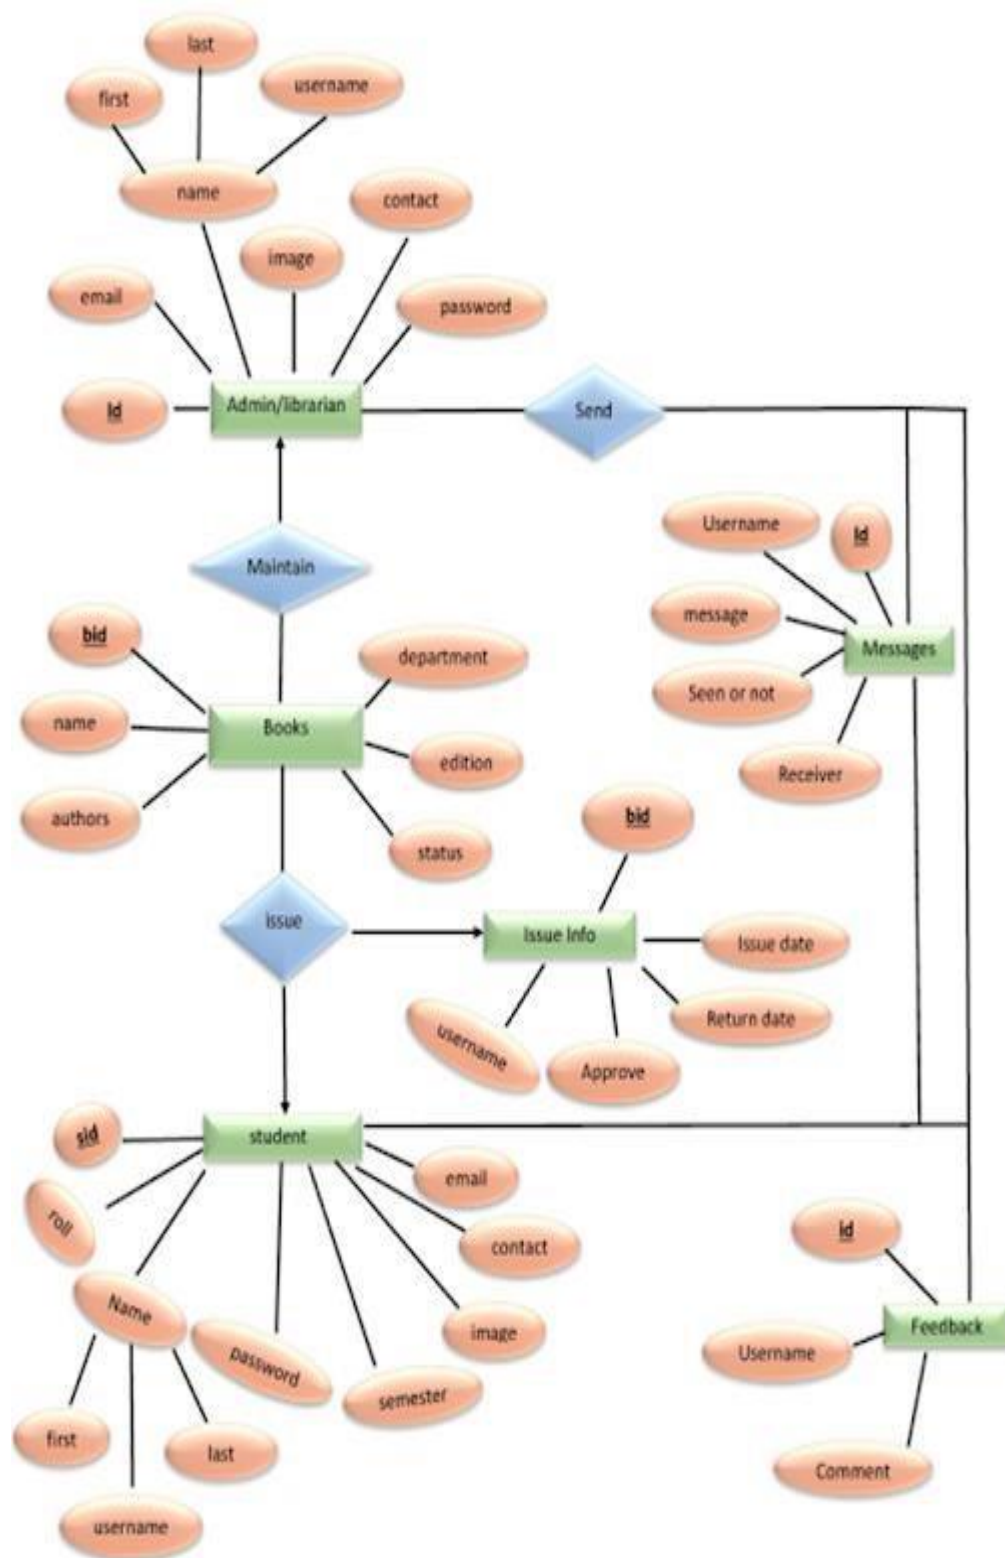 last
first
username
name
contact
image
email
password
Id
Admin/librarian
Send
Username
Id
Maintain
message
Messages
bid
department
Seen or not
name
Books
edition
Receiver
authors
status
bid
issue
Issue Info
Issue date
Return date
username
Approve
sid
student
email
roll
contact
id
Name
image
Feedback
password
Username
semester
first
last
Comment
username